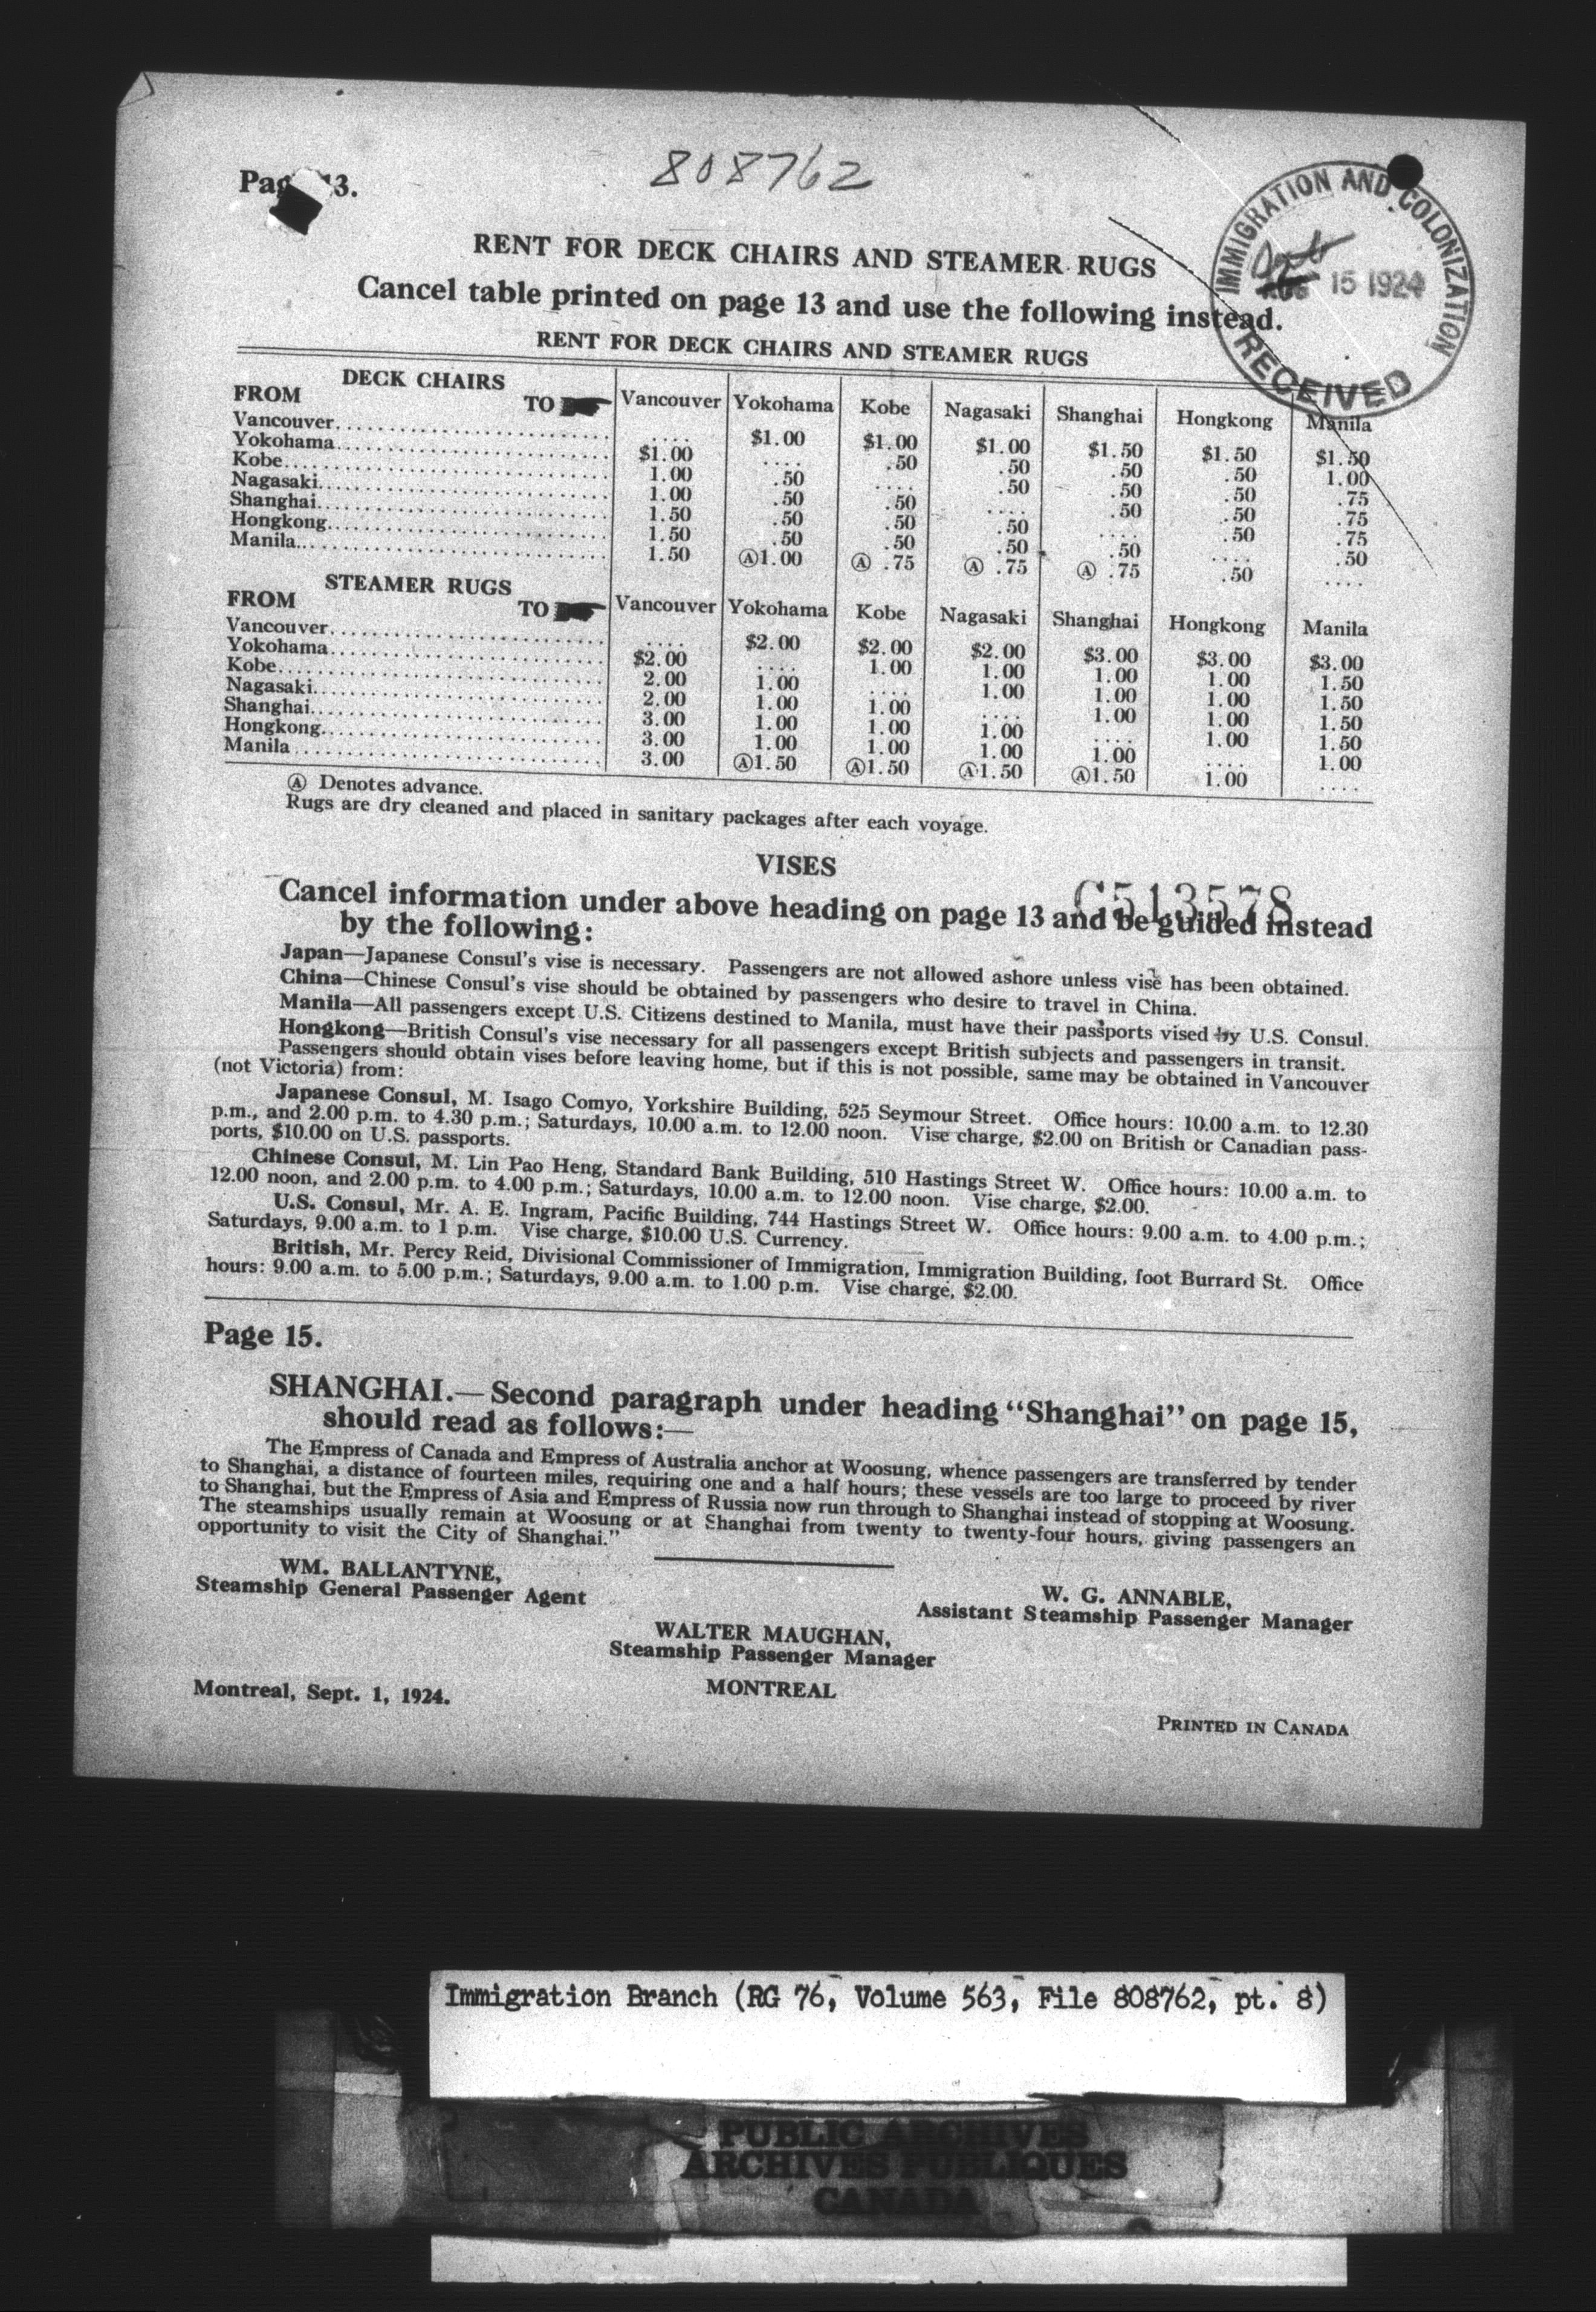 808762
Page 13.
IMMIGRATION AND COLONIZATION
Sept 15 1924
RECEIVED
RENT FOR DECK CHAIRS AND STEAMER RUGS
Cancel table printed on page 13 and use the following instead.
RENT FOR DECK CHAIRS AND STEAMER RUGS
DECK CHAIRS
FROM TO Vancouver Yokohama Kobe Nagasaki Shanghai Hongkong Manila
Vancouver .... $1.00 $1.00 $1.00 $1.50 $1.50 $1.50
Yokohama $1.00 .... .50 .50 .50 .50 1.00
Kobe 1.00 .50 .... .50 .50 .50 .75
Nagasaki 1.00 .50 .50 .... .50 .50 .75
Shanghai 1.50 .50 .50 .50 .... .50 .75
Hongkong 1.50 .50 .50 .50 .50 .... .50
Manila 1.50 Ⓐ1.00 Ⓐ .75 Ⓐ .75 Ⓐ .75 .50 ....
STEAMER RUGS
FROM TO Vancouver Yokohama Kobe Nagasaki Shanghai Hongkong Manila
Vancouver .... $2.00 $2.00 $2.00 $3.00 $3.00 $3.00
Yokohama $2.00 .... 1.00 1.00 1.00 1.00 1.50
Kobe 2.00 1.00 .... 1.00 1.00 1.00 1.50
Nagasaki 2.00 1.00 1.00 .... 1.00 1.00 1.50
Shanghai 3.00 1.00 1.00 1.00 .... 1.00 1.50
Hongkong 3.00 1.00 1.00 1.00 1.00 .... 1.00
Manila 3.00 Ⓐ1.50 Ⓐ1.50 Ⓐ1.50 Ⓐ1.50 1.00 ....
Ⓐ Denotes advance.
Rugs are dry cleaned and placed in sanitary packages after each voyage.
VISES
C513578
Cancel information under above heading on page 13 and be guided instead
by the following:
Japan—Japanese Consul's vise is necessary. Passengers are not allowed ashore unless vise has been obtained.
China—Chinese Consul's vise should be obtained by passengers who desire to travel in China.
Manila—All passengers except U.S. Citizens destined to Manila, must have their passports vised by U.S. Consul.
Hongkong—British Consul's vise necessary for all passengers except British subjects and passengers in transit.
Passengers should obtain vises before leaving home, but if this is not possible, same may be obtained in Vancouver
(not Victoria) from:
Japanese Consul, M. Isago Comyo, Yorkshire Building, 525 Seymour Street. Office hours: 10.00 a.m. to 12.30
p.m., and 2.00 p.m. to 4.30 p.m.; Saturdays, 10.00 a.m. to 12.00 noon. Vise charge, $2.00 on British or Canadian pass-
ports, $10.00 on U.S. passports.
Chinese Consul, M. Lin Pao Heng, Standard Bank Building, 510 Hastings Street W. Office hours: 10.00 a.m. to
12.00 noon, and 2.00 p.m. to 4.00 p.m.; Saturdays, 10.00 a.m. to 12.00 noon. Vise charge, $2.00.
U.S. Consul, Mr. A. E. Ingram, Pacific Building, 744 Hastings Street W. Office hours: 9.00 a.m. to 4.00 p.m.;
Saturdays, 9.00 a.m. to 1 p.m. Vise charge, $10.00 U.S. Currency.
British, Mr. Percy Reid, Divisional Commissioner of Immigration, Immigration Building, foot Burrard St. Office
hours: 9.00 a.m. to 5.00 p.m.; Saturdays, 9.00 a.m. to 1.00 p.m. Vise charge, $2.00.
Page 15.
SHANGHAI.—Second paragraph under heading "Shanghai" on page 15,
should read as follows:—
The Empress of Canada and Empress of Australia anchor at Woosung, whence passengers are transferred by tender
to Shanghai, a distance of fourteen miles, requiring one and a half hours; these vessels are too large to proceed by river
to Shanghai, but the Empress of Asia and Empress of Russia now run through to Shanghai instead of stopping at Woosung.
The steamships usually remain at Woosung or at Shanghai from twenty to twenty-four hours, giving passengers an
opportunity to visit the City of Shanghai."
WM. BALLANTYNE,
Steamship General Passenger Agent
W. G. ANNABLE,
Assistant Steamship Passenger Manager
WALTER MAUGHAN,
Steamship Passenger Manager
MONTREAL
Montreal, Sept. 1, 1924.
PRINTED IN CANADA
Immigration Branch (RG 76, Volume 563, File 808762, pt. 8)
PUBLIC ARCHIVES
ARCHIVES PUBLIQUES
CANADA